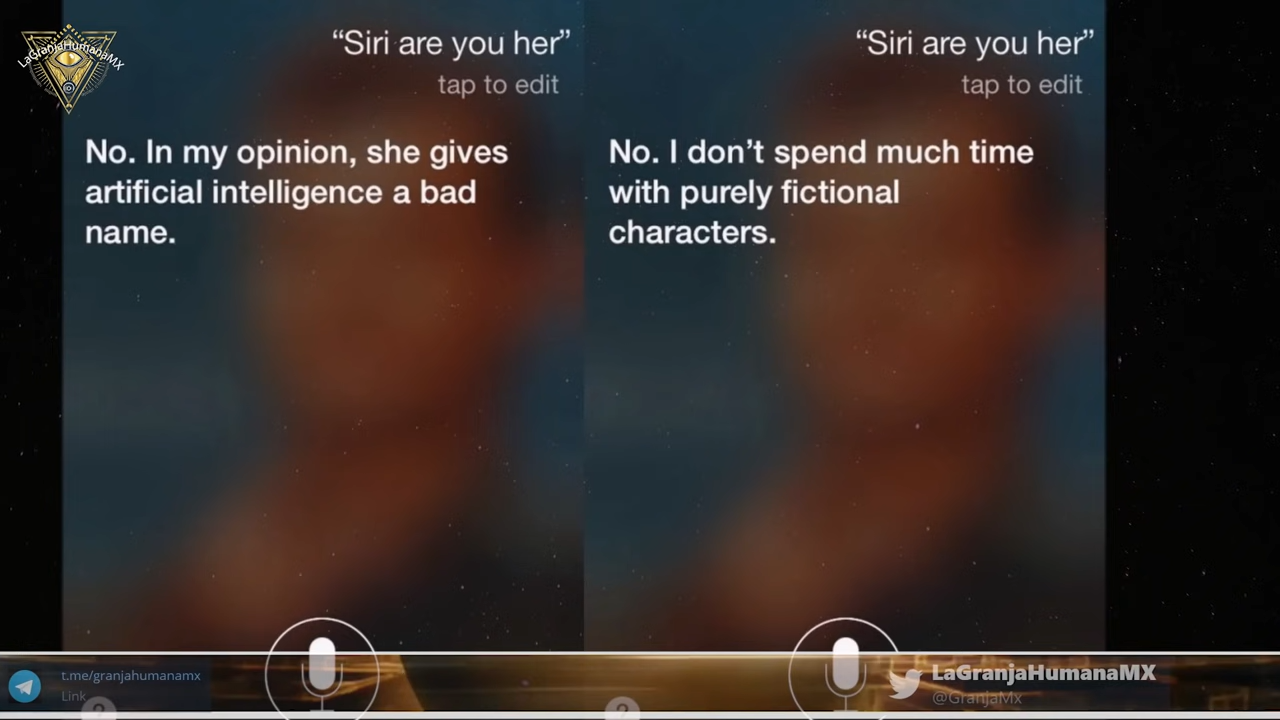 LaGranjaHumanaMX
“Siri are you her”
tap to edit
No. In my opinion, she gives
artificial intelligence a bad
name.
“Siri are you her”
tap to edit
No. I don’t spend much time
with purely fictional
characters.
t.me/granjahumanamx
Link
?
?
LaGranjaHumanaMX
@GranjaMx